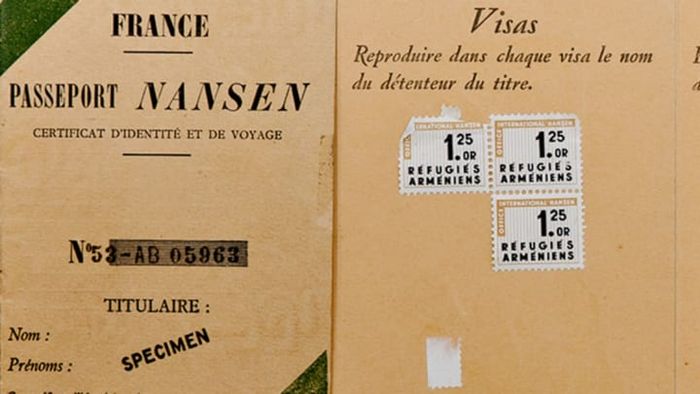 FRANCE
PASSEPORT NANSEN
CERTIFICAT D'IDENTITÉ ET DE VOYAGE
No 53-AB 05963
TITULAIRE :
Nom :
Prénoms :
SPECIMEN
Visas
Reproduire dans chaque visa le nom
du détenteur du titre.
OFFICE
INTERNATIONAL NANSEN
1.25
OR
RÉFUGIÉS
ARMÉNIENS
OFFICE
INTERNATIONAL NANSEN
1.25
OR
RÉFUGIÉS
ARMÉNIENS
OFFICE
INTERNATIONAL NANSEN
1.25
OR
RÉFUGIÉS
ARMÉNIENS